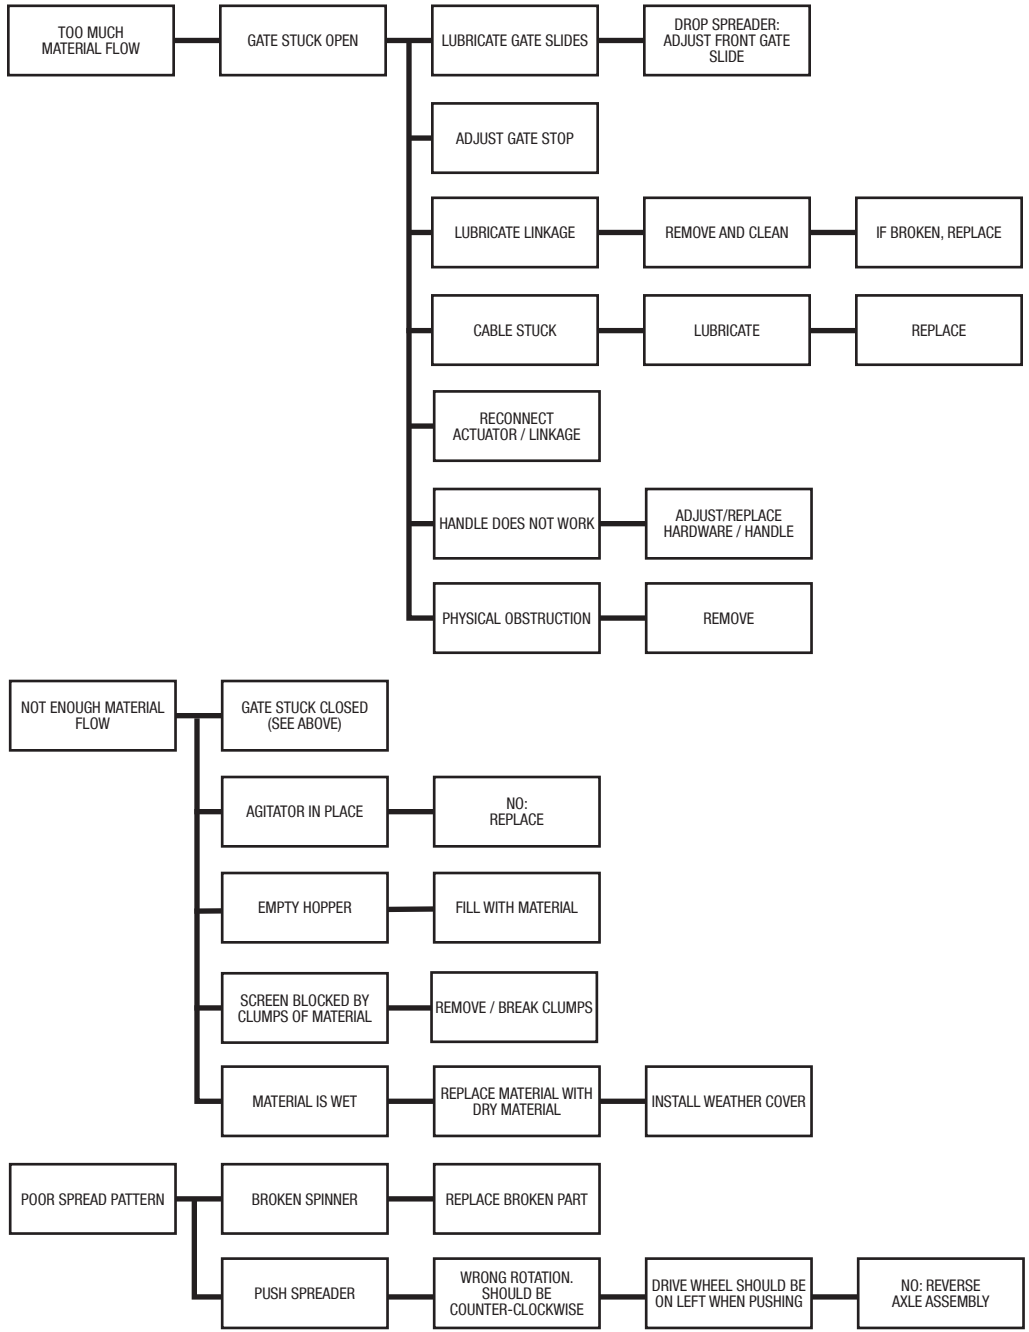 TOO MUCH
MATERIAL FLOW
GATE STUCK OPEN
LUBRICATE GATE SLIDES
DROP SPREADER:
ADJUST FRONT GATE
SLIDE
ADJUST GATE STOP
LUBRICATE LINKAGE
REMOVE AND CLEAN
IF BROKEN, REPLACE
CABLE STUCK
LUBRICATE
REPLACE
RECONNECT
ACTUATOR / LINKAGE
HANDLE DOES NOT WORK
ADJUST/REPLACE
HARDWARE / HANDLE
PHYSICAL OBSTRUCTION
REMOVE
NOT ENOUGH MATERIAL
FLOW
GATE STUCK CLOSED
(SEE ABOVE)
AGITATOR IN PLACE
NO:
REPLACE
EMPTY HOPPER
FILL WITH MATERIAL
SCREEN BLOCKED BY
CLUMPS OF MATERIAL
REMOVE / BREAK CLUMPS
MATERIAL IS WET
REPLACE MATERIAL WITH
DRY MATERIAL
INSTALL WEATHER COVER
POOR SPREAD PATTERN
BROKEN SPINNER
REPLACE BROKEN PART
PUSH SPREADER
WRONG ROTATION.
SHOULD BE
COUNTER-CLOCKWISE
DRIVE WHEEL SHOULD BE
ON LEFT WHEN PUSHING
NO: REVERSE
AXLE ASSEMBLY